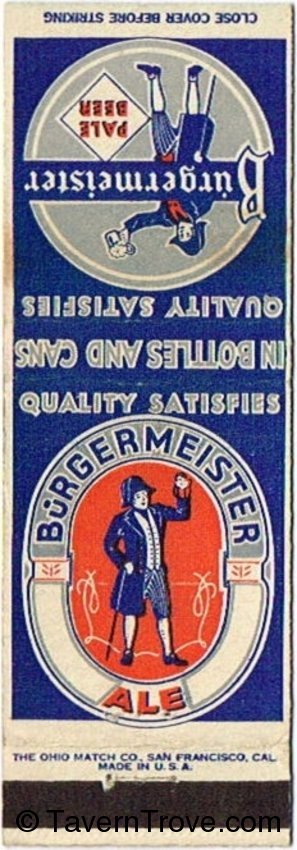 CLOSE COVER BEFORE STRIKING
PALE
BEER
Bürgermeister
QUALITY SATISFIES
IN BOTTLES AND CANS
QUALITY SATISFIES
BÜRGERMEISTER
ALE
THE OHIO MATCH CO., SAN FRANCISCO, CAL.
MADE IN U.S.A.
© TavernTrove.com